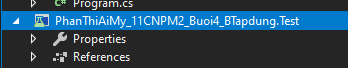 Program.cs
PhanThiAiMy_11CNPM2_Buoi4_BTapdung.Test
Properties
References